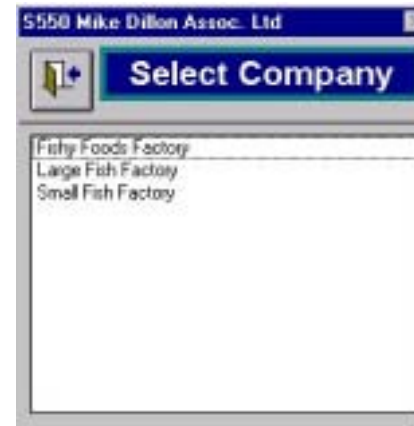 S550 Mike Dillon Assoc. Ltd
Select Company
Fishy Foods Factory
Large Fish Factory
Small Fish Factory